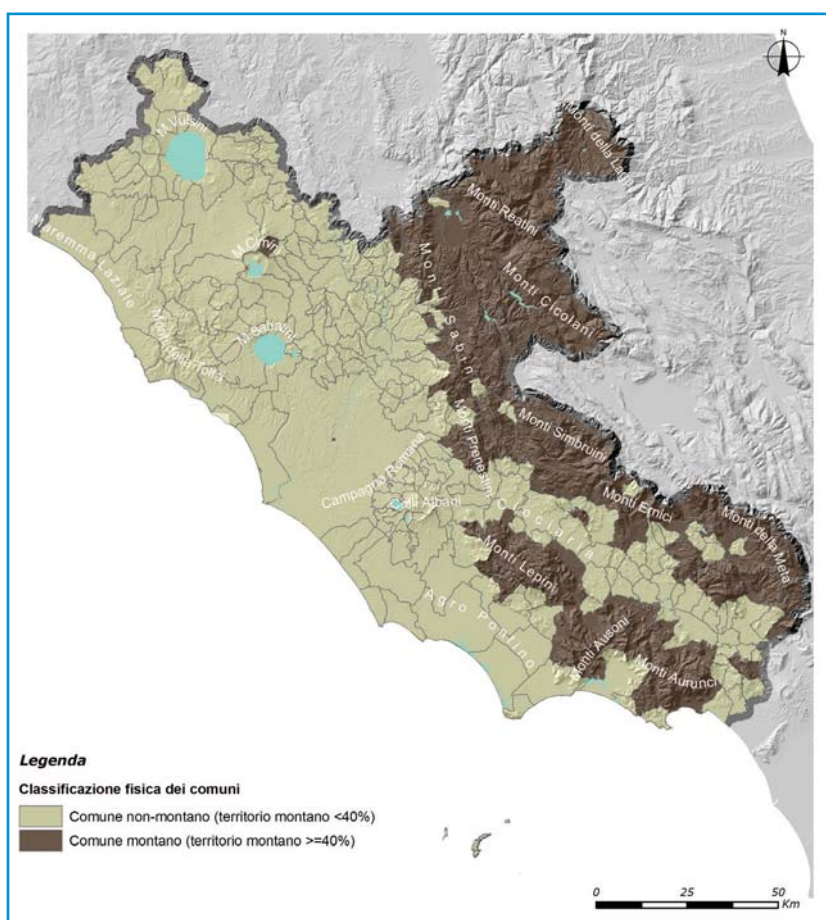 N
Monti della Laga
M.Vulsini
Monti Reatini
Maremma Laziale
M.Cimini
Monti Sabini
Monti Cicolani
Monti della Tolfa
M.Sabatini
Monti Prenestini
Monti Simbruini
Campagna Romana
Colli Albani
Ciociaria
Monti Ernici
Monti della Meta
Monti Lepini
Agro Pontino
Monti Ausoni
Monti Aurunci
Legenda
Classificazione fisica dei comuni
Comune non-montano (territorio montano <40%)
Comune montano (territorio montano >=40%)
0 25 50
Km